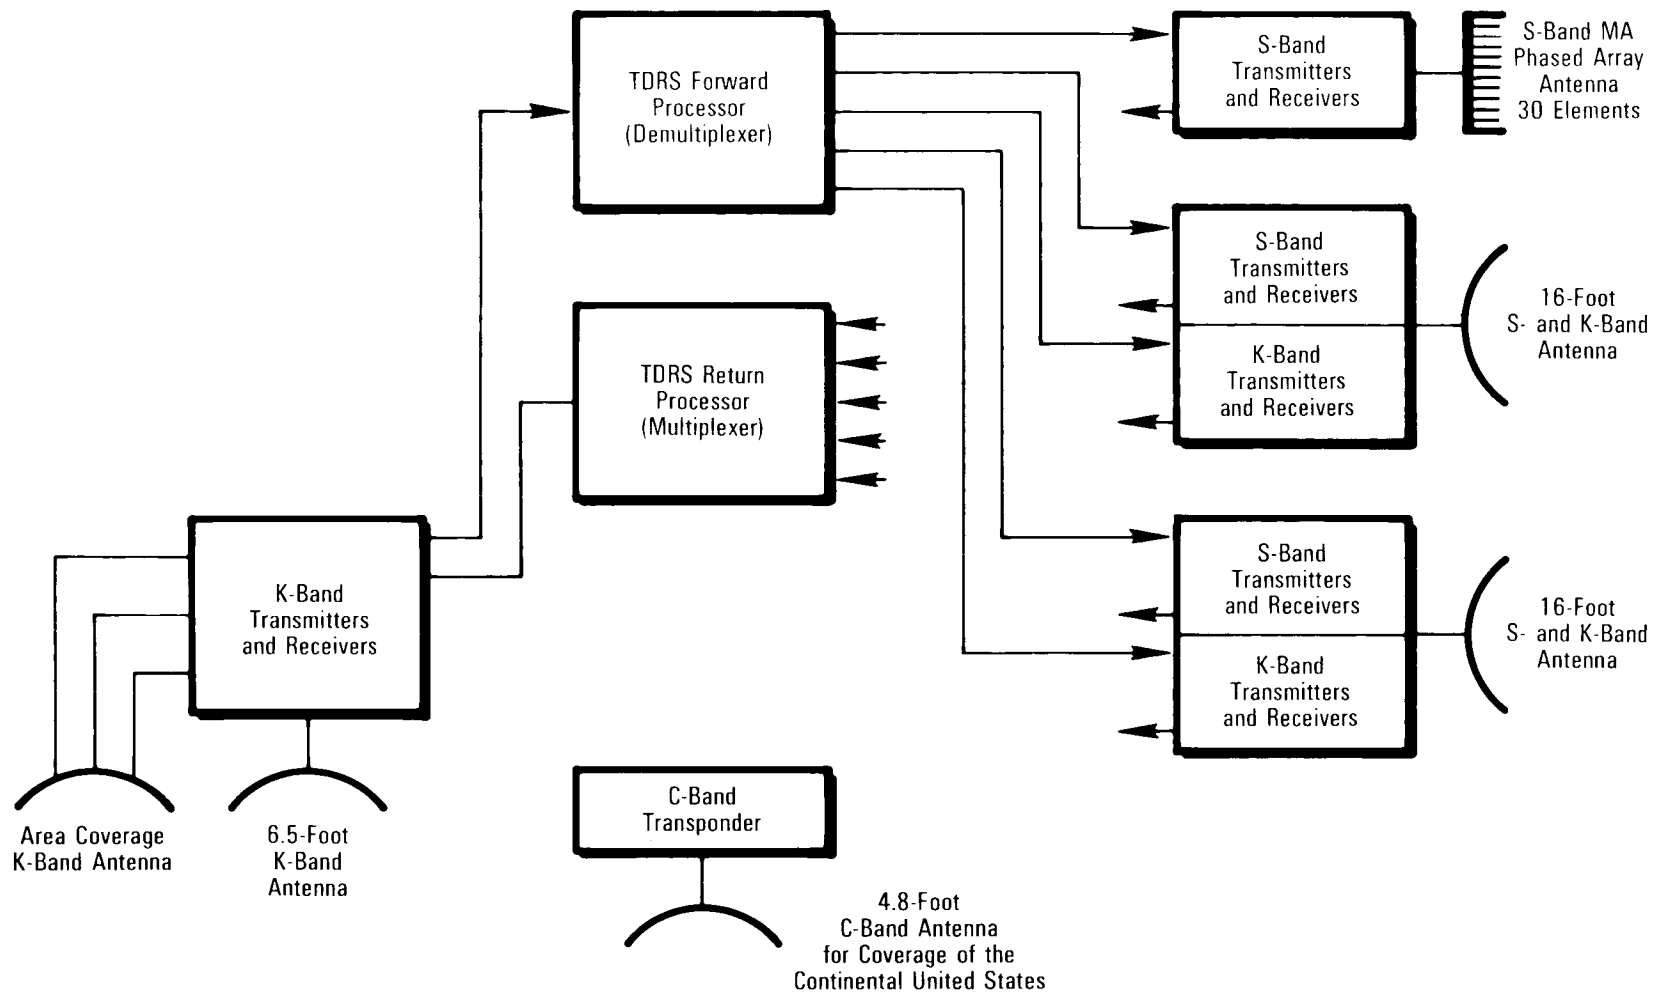 TDRS Forward
Processor
(Demultiplexer)
S-Band
Transmitters
and Receivers
S-Band MA
Phased Array
Antenna
30 Elements
S-Band
Transmitters
and Receivers
K-Band
Transmitters
and Receivers
16-Foot
S- and K-Band
Antenna
TDRS Return
Processor
(Multiplexer)
K-Band
Transmitters
and Receivers
S-Band
Transmitters
and Receivers
K-Band
Transmitters
and Receivers
16-Foot
S- and K-Band
Antenna
Area Coverage
K-Band Antenna
6.5-Foot
K-Band
Antenna
C-Band
Transponder
4.8-Foot
C-Band Antenna
for Coverage of the
Continental United States